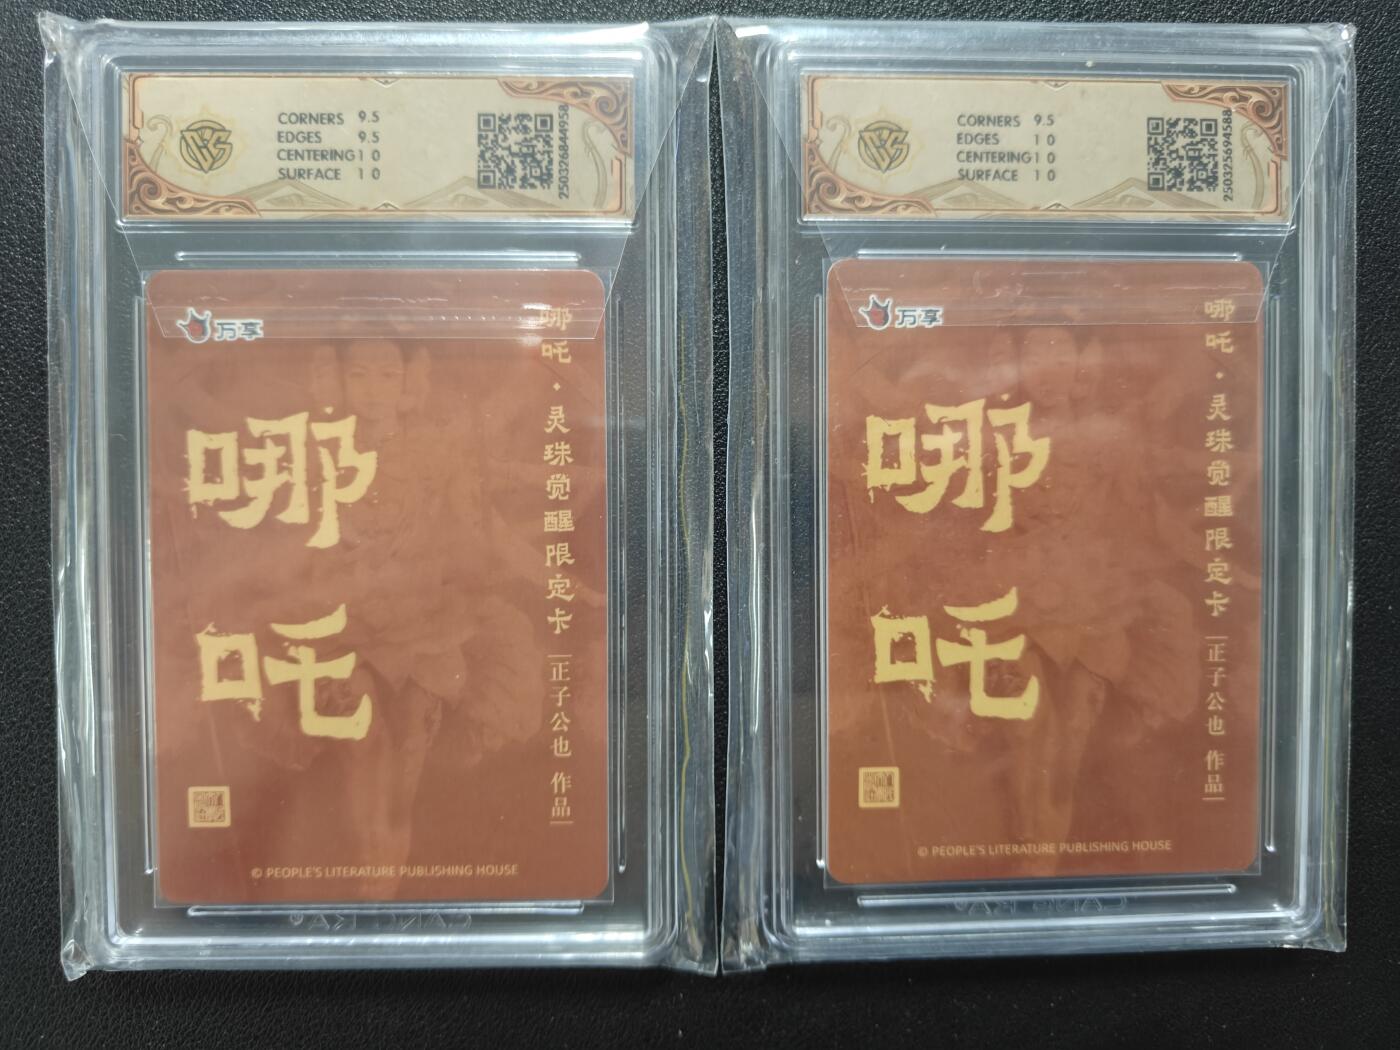 CORNERS 9.5
EDGES 9.5
CENTERING 10
SURFACE 10
250326844958
万享
哪吒·灵珠觉醒限定卡
正子公也 作品
哪
吒
© PEOPLE'S LITERATURE PUBLISHING HOUSE
CORNERS 9.5
EDGES 10
CENTERING 10
SURFACE 10
250325694588
万享
哪吒·灵珠觉醒限定卡
正子公也 作品
哪
吒
© PEOPLE'S LITERATURE PUBLISHING HOUSE